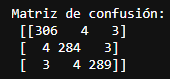 Matriz de confusión:
[[306   4   3]
[  4 284   3]
[  3   4 289]]